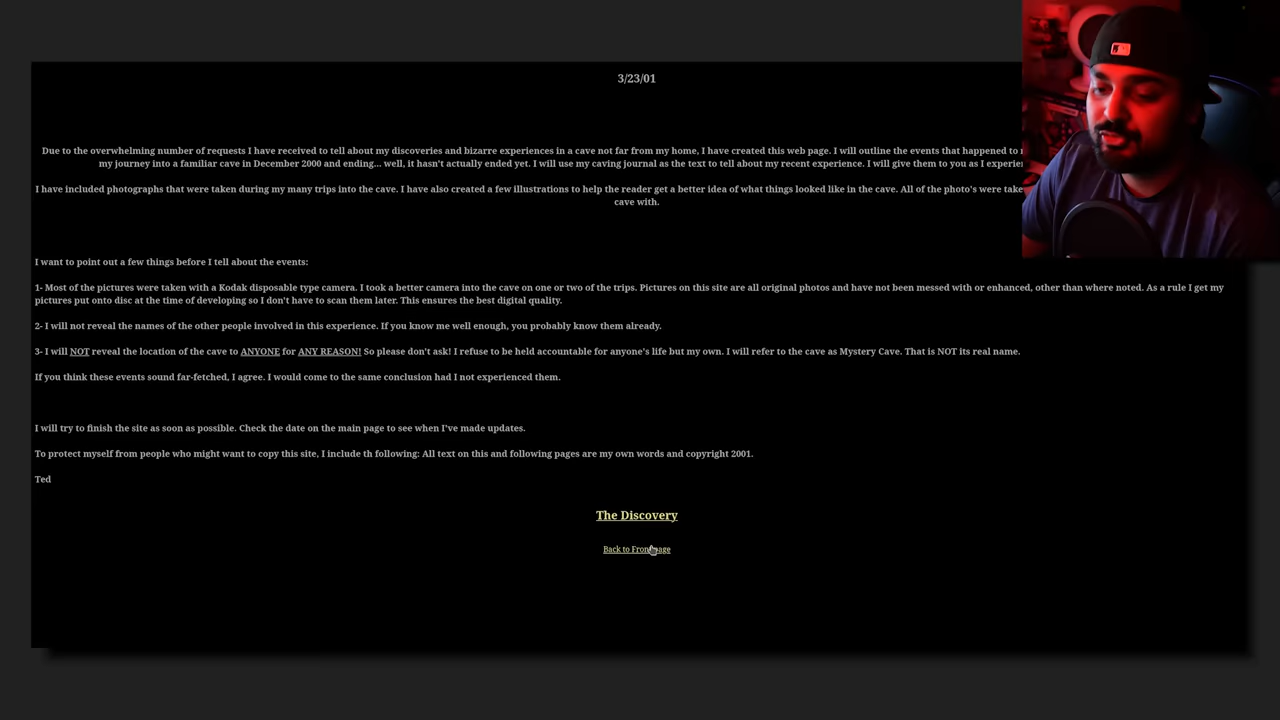 3/23/01
Due to the overwhelming number of requests I have received to tell about my discoveries and bizarre experiences in a cave not far from my home, I have created this web page. I will outline the events that happened to
my journey into a familiar cave in December 2000 and ending... well, it hasn't actually ended yet. I will use my caving journal as the text to tell about my recent experience. I will give them to you as I
I have included photographs that were taken during my many trips into the cave. I have also created a few illustrations to help the reader get a better idea of what things looked like in the cave. All of the photo's were
cave with.
I want to point out a few things before I tell about the events:
1- Most of the pictures were taken with a Kodak disposable type camera. I took a better camera into the cave on one or two of the trips. Pictures on this site are all original photos and have not been messed with or enhanced, other than where noted. As a rule I get my
pictures put onto disc at the time of developing so I don't have to scan them later. This ensures the best digital quality.
2- I will not reveal the names of the other people involved in this experience. If you know me well enough, you probably know them already.
3- I will NOT reveal the location of the cave to ANYONE for ANY REASON! So please don't ask! I refuse to be held accountable for anyone's life but my own. I will refer to the cave as Mystery Cave. That is NOT its real name.
If you think these events sound far-fetched, I agree. I would come to the same conclusion had I not experienced them.
I will try to finish the site as soon as possible. Check the date on the main page to see when I've made updates.
To protect myself from people who might want to copy this site, I include th following: All text on this and following pages are my own words and copyright 2001.
Ted
The Discovery
Back to Front page